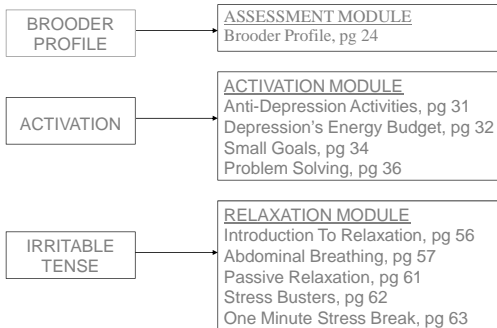 BROODER
PROFILE
ASSESSMENT MODULE
Brooder Profile, pg 24
ACTIVATION
ACTIVATION MODULE
Anti-Depression Activities, pg 31
Depression's Energy Budget, pg 32
Small Goals, pg 34
Problem Solving, pg 36
IRRITABLE
TENSE
RELAXATION MODULE
Introduction To Relaxation, pg 56
Abdominal Breathing, pg 57
Passive Relaxation, pg 61
Stress Busters, pg 62
One Minute Stress Break, pg 63